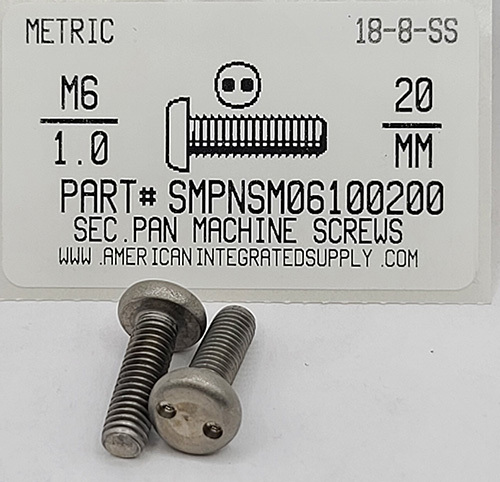 METRIC 18-8-SS
M6 20
1.0 MM
PART# SMPNSM06100200
SEC.PAN MACHINE SCREWS
WWW.AMERICANINTEGRATEDSUPPLY.COM